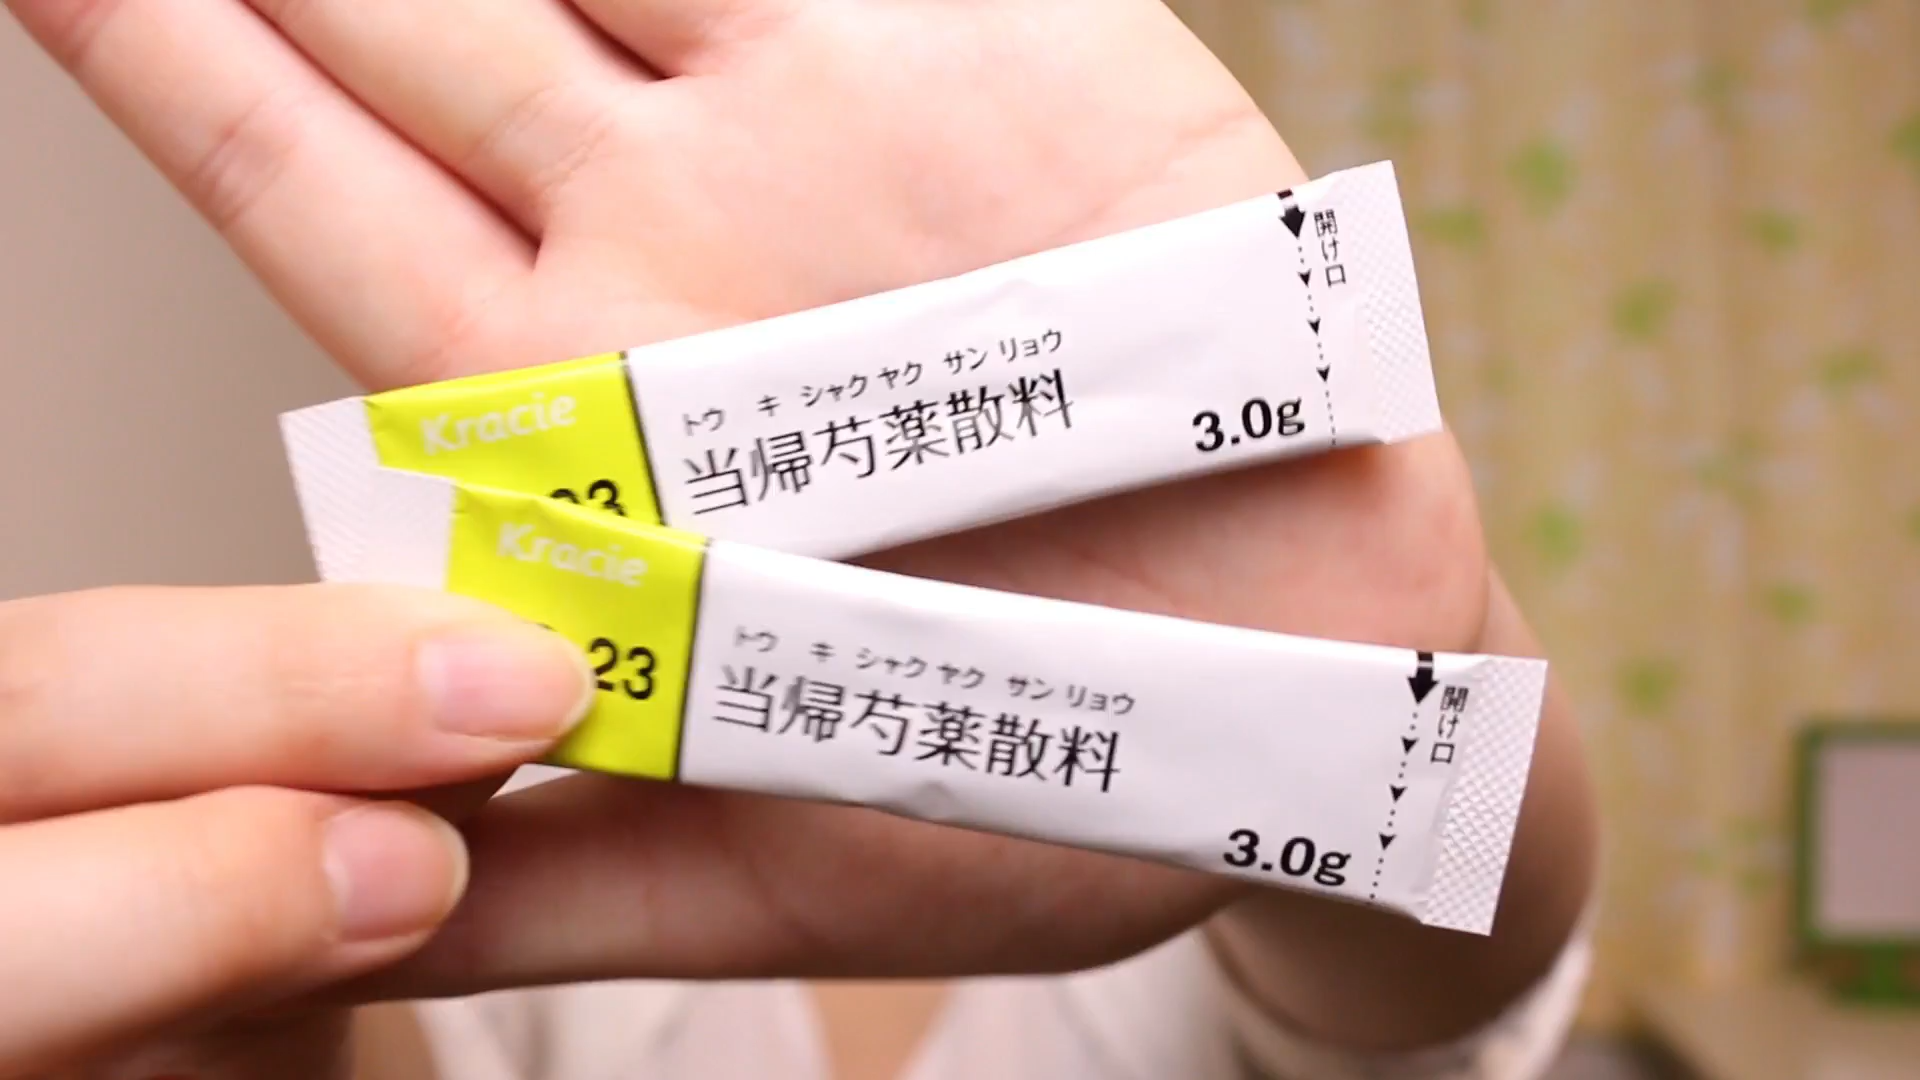 Kracie
23
トウ キ シャク ヤク サン リョウ
当帰芍薬散料
3.0g
開け口
Kracie
23
トウ キ シャク ヤク サン リョウ
当帰芍薬散料
3.0g
開け口